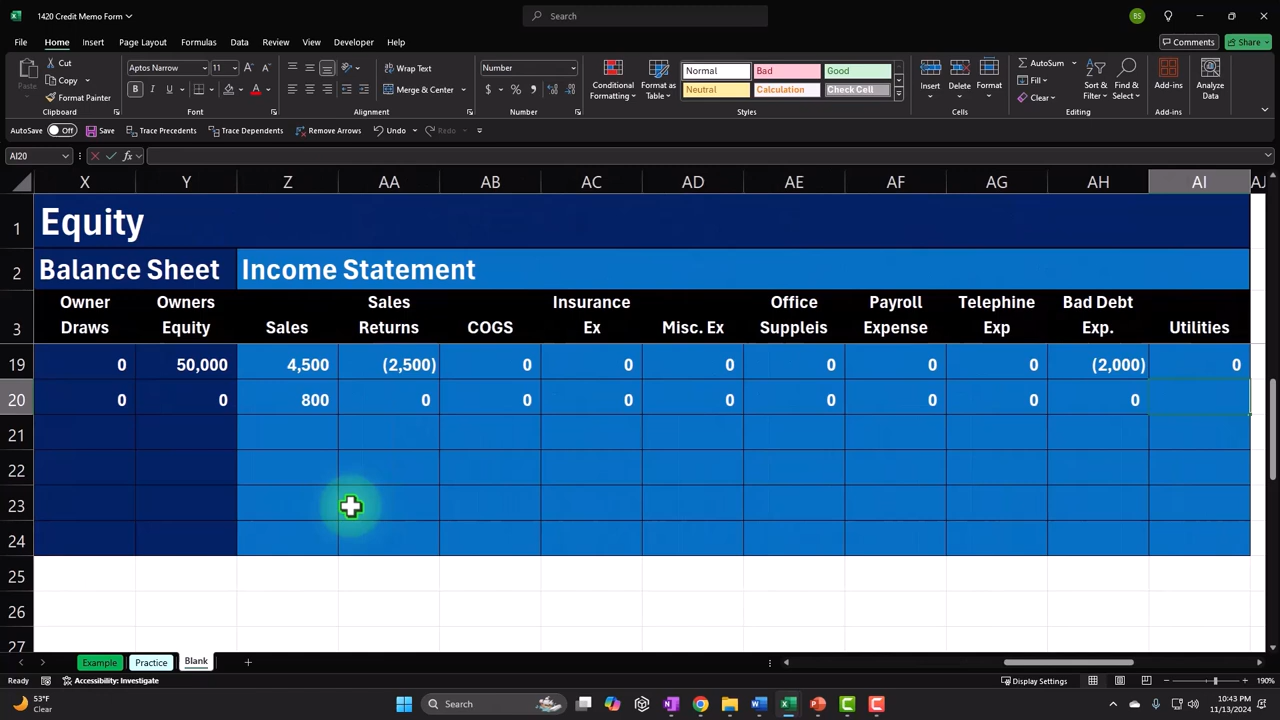 1420 Credit Memo Form
Search
BS
File Home Insert Page Layout Formulas Data Review View Developer Help
Comments Share
Paste
Cut
Copy
Format Painter
Clipboard
Aptos Narrow 11
B I U
Font
Wrap Text
Merge & Center
Alignment
Number
$ %
Number
Conditional Formatting
Format as Table
Normal Bad Good
Neutral Calculation Check Cell
Styles
Insert Delete Format
Cells
AutoSum
Fill
Clear
Sort & Filter
Find & Select
Editing
Add-ins
Add-ins
Analyze Data
AutoSave Off Save Trace Precedents Trace Dependents Remove Arrows Undo Redo
AI20 fx
X Y Z AA AB AC AD AE AF AG AH AI AJ
1 Equity
2 Balance Sheet Income Statement
3 Owner Draws Owners Equity Sales Sales Returns COGS Insurance Ex Misc. Ex Office Suppleis Payroll Expense Telephine Exp Bad Debt Exp. Utilities
19 0 50,000 4,500 (2,500) 0 0 0 0 0 0 (2,000) 0
20 0 0 800 0 0 0 0 0 0 0 0
21
22
23
24
25
26
27
Example Practice Blank
Ready Accessibility: Investigate Display Settings 190%
53°F
Clear
Search
10:43 PM
11/13/2024